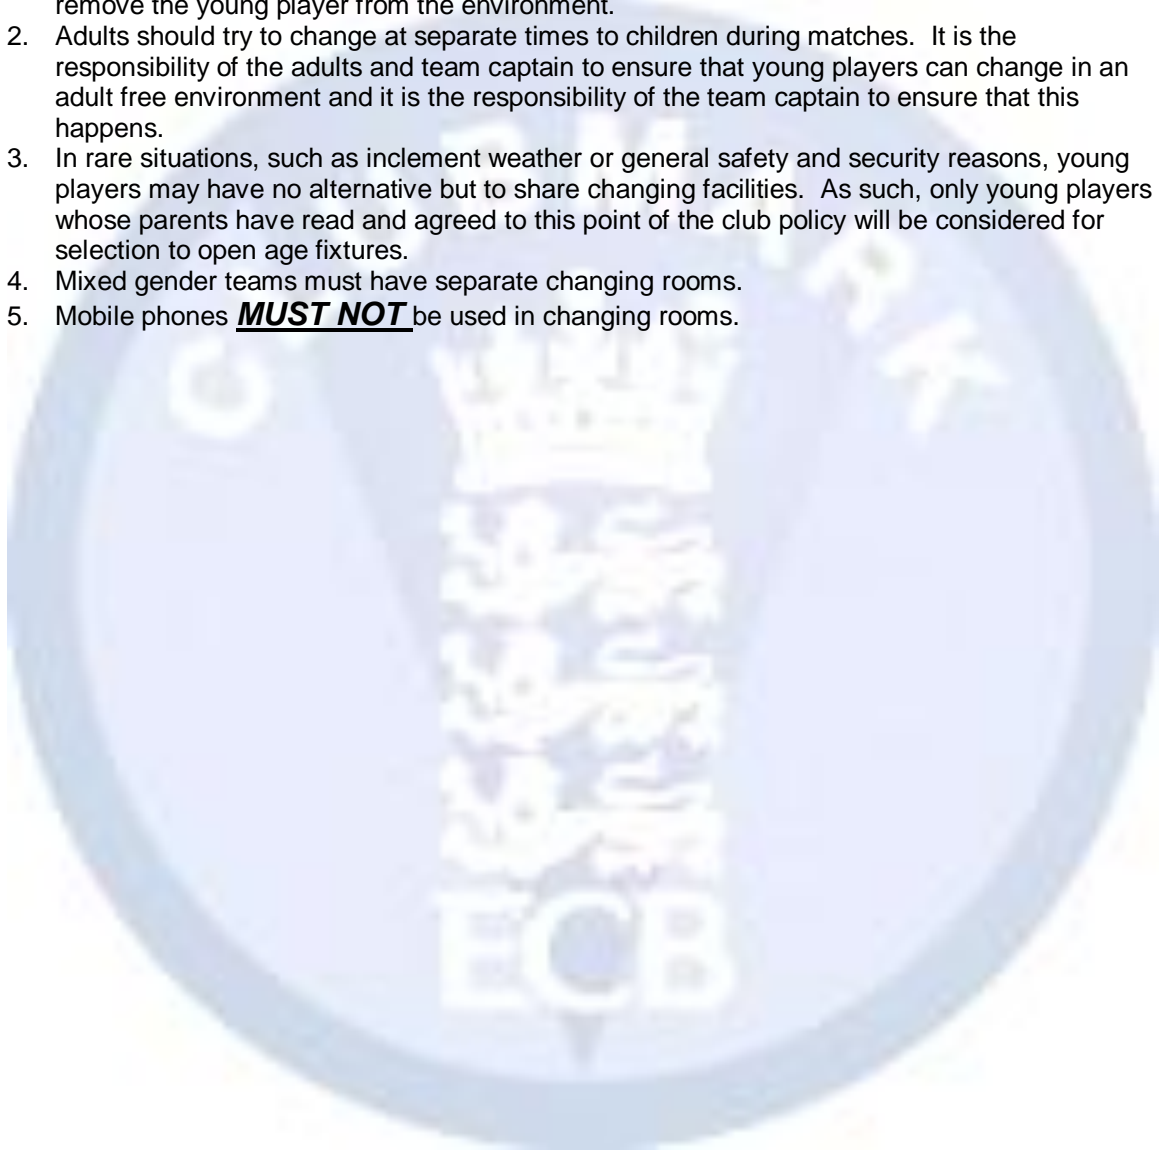 remove the young player from the environment.
2. Adults should try to change at separate times to children during matches.  It is the
responsibility of the adults and team captain to ensure that young players can change in an
adult free environment and it is the responsibility of the team captain to ensure that this
happens.
3. In rare situations, such as inclement weather or general safety and security reasons, young
players may have no alternative but to share changing facilities.  As such, only young players
whose parents have read and agreed to this point of the club policy will be considered for
selection to open age fixtures.
4. Mixed gender teams must have separate changing rooms.
5. Mobile phones MUST NOT be used in changing rooms.
CLUBMARK
ECB